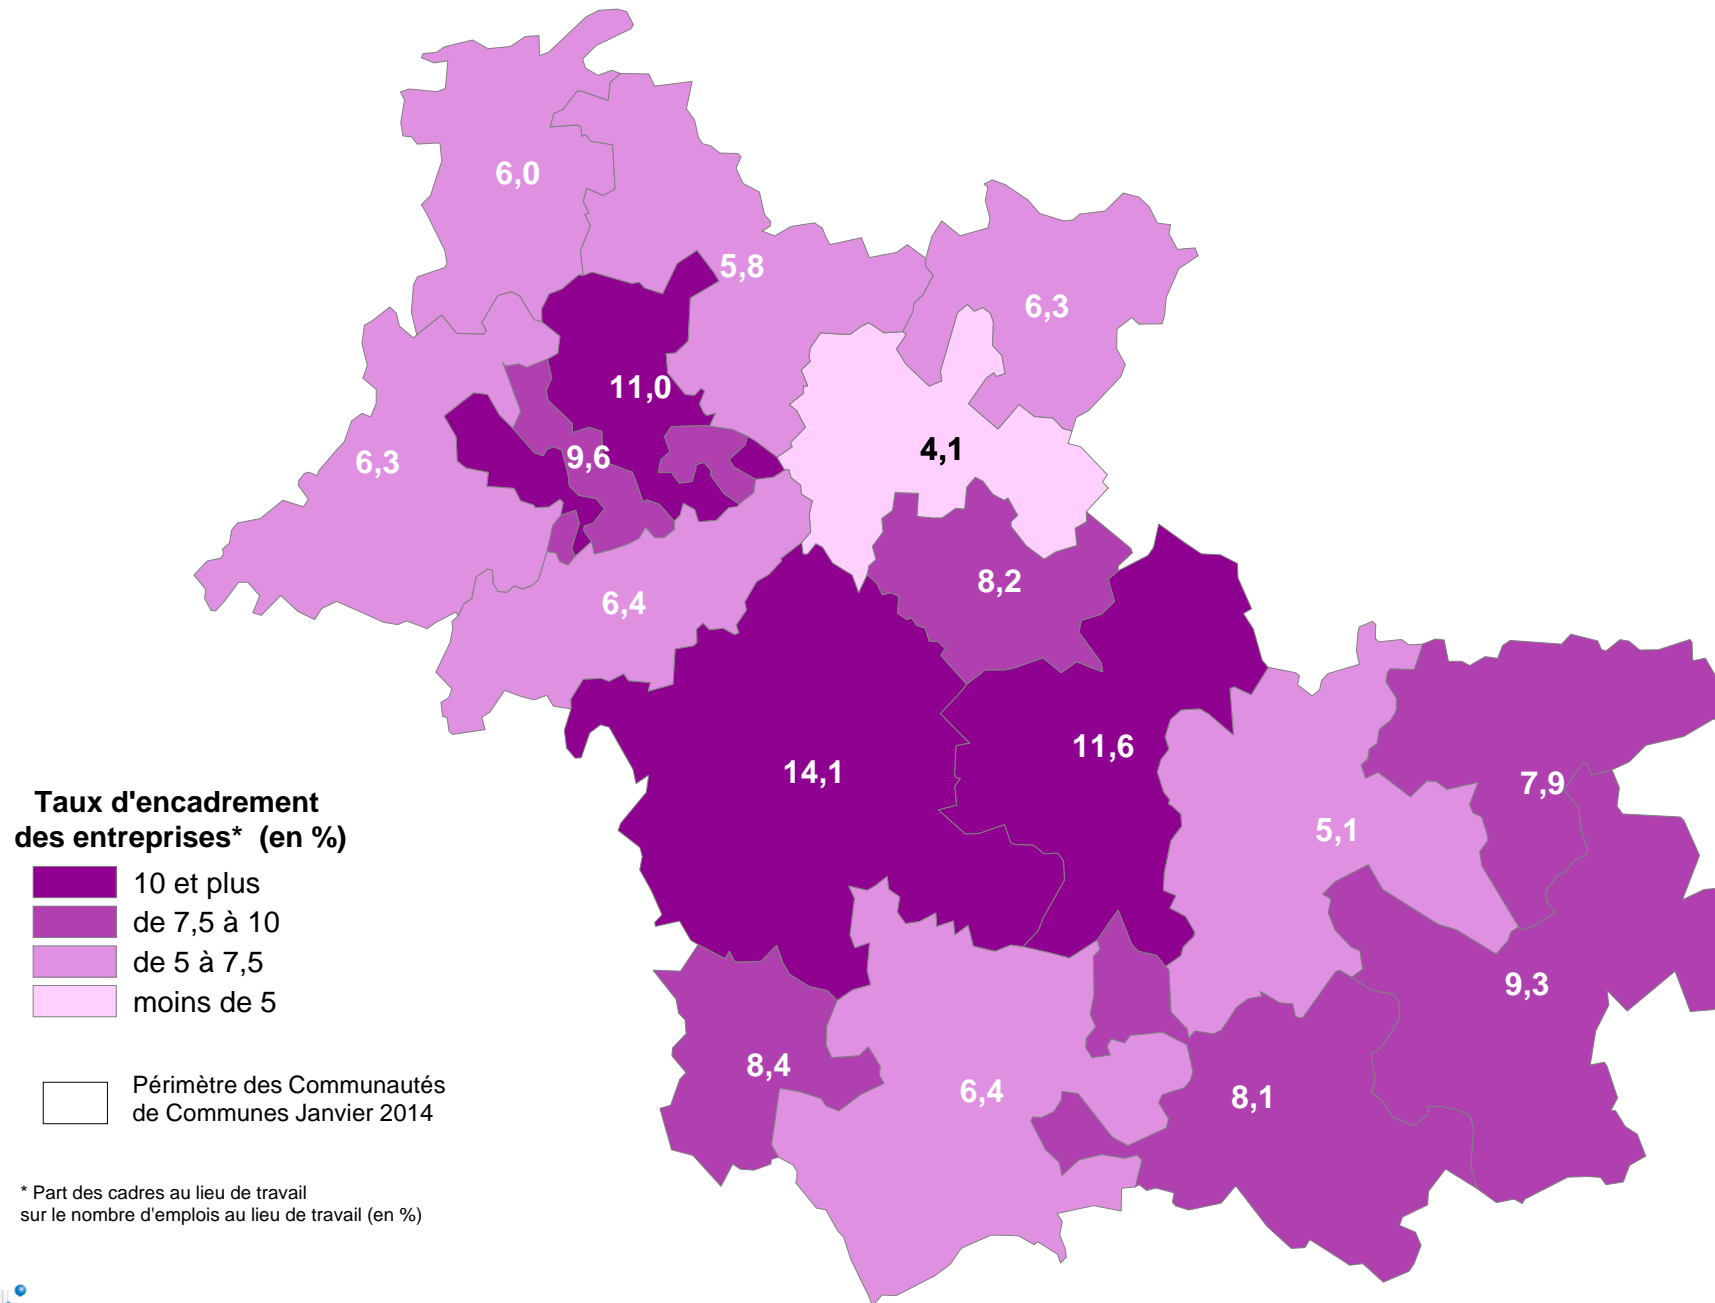 6,0
5,8
6,3
11,0
4,1
6,3
9,6
8,2
6,4
11,6
14,1
7,9
5,1
9,3
8,4
6,4
8,1
Taux d'encadrement
des entreprises* (en %)
10 et plus
de 7,5 à 10
de 5 à 7,5
moins de 5
Périmètre des Communautés
de Communes Janvier 2014
* Part des cadres au lieu de travail
sur le nombre d'emplois au lieu de travail (en %)